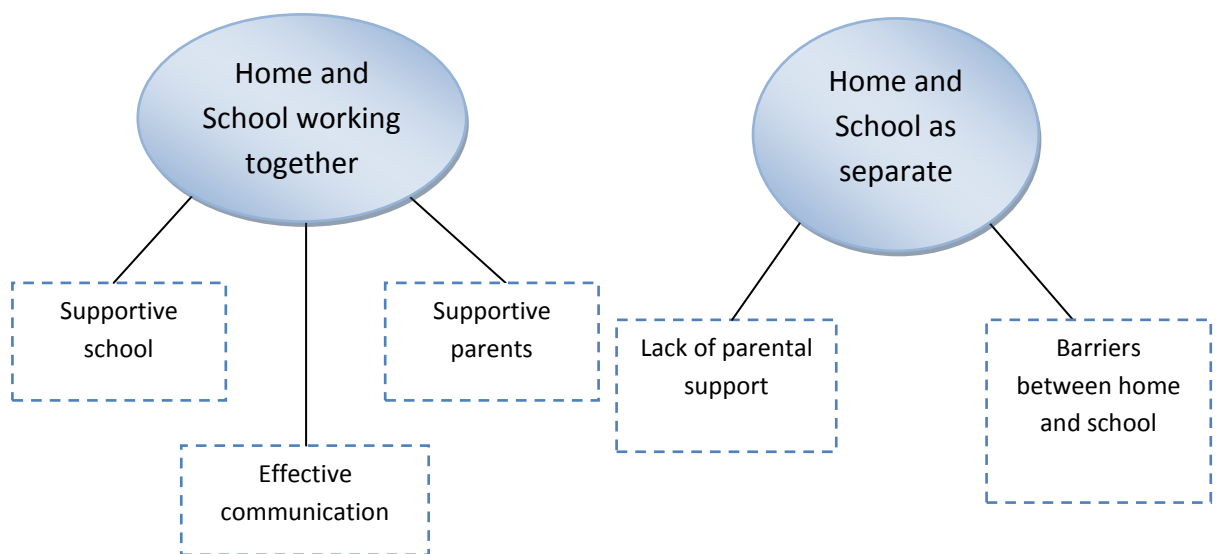 Home and
School working
together
Home and
School as
separate
Supportive
school
Supportive
parents
Effective
communication
Lack of parental
support
Barriers
between home
and school